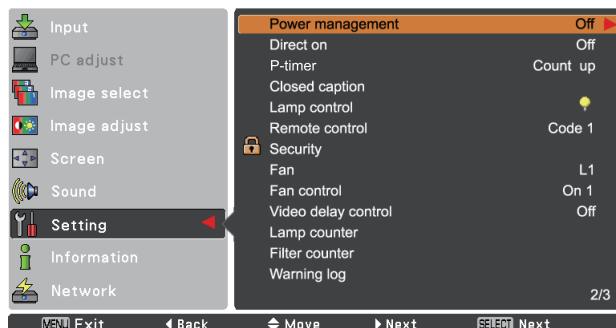 Input
PC adjust
Image select
Image adjust
Screen
Sound
Setting
Information
Network
Power management Off
Direct on Off
P-timer Count up
Closed caption
Lamp control
Remote control Code 1
Security
Fan L1
Fan control On 1
Video delay control Off
Lamp counter
Filter counter
Warning log
2/3
MENU Exit Back Move Next SELECT Next